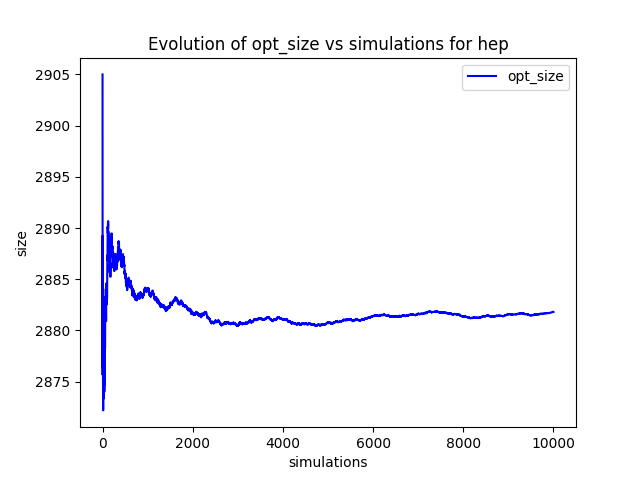 Evolution of opt_size vs simulations for hep
opt_size
2905
2900
2895
2890
2885
2880
2875
size
0 2000 4000 6000 8000 10000
simulations